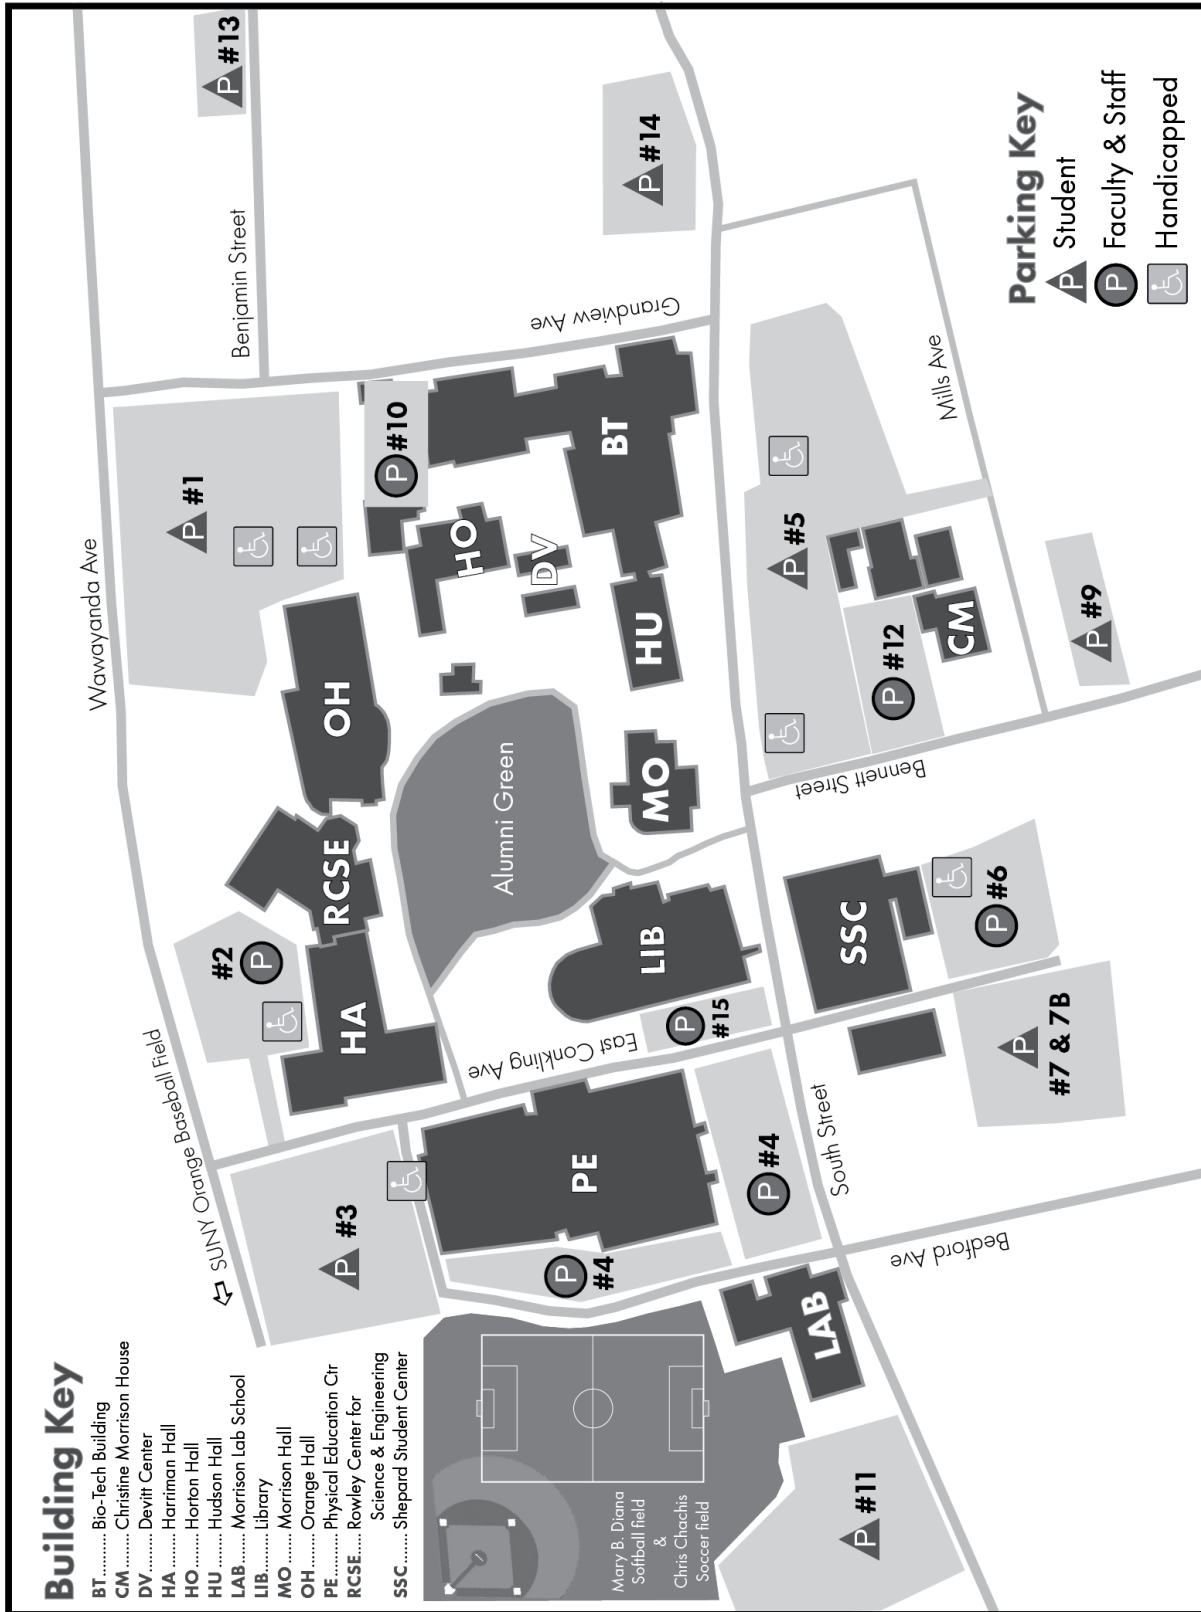 Building Key
BT.......... Bio-Tech Building
CM......... Christine Morrison House
DV.......... Devitt Center
HA......... Harriman Hall
HO......... Horton Hall
HU......... Hudson Hall
LAB........ Morrison Lab School
LIB......... Library
MO........ Morrison Hall
OH......... Orange Hall
PE........... Physical Education Ctr
RCSE..... Rowley Center for
Science & Engineering
SSC........ Shepard Student Center
SUNY Orange Baseball Field
Wawayanda Ave
Benjamin Street
P #13
P #1
P #14
Grandview Ave
P #10
#2
P
P #3
HA
RCSE
OH
HO
DV
BT
HU
MO
Alumni Green
LIB
P
#15
East Conkling Ave
PE
P
#4
P #4
Mary B. Diana
Softball field
&
Chris Chachis
Soccer field
LAB
P #11
South Street
Bedford Ave
SSC
P #6
P
#7 & 7B
Bennett Street
P #5
P #12
CM
P #9
Mills Ave
Parking Key
P Student
P Faculty & Staff
Handicapped